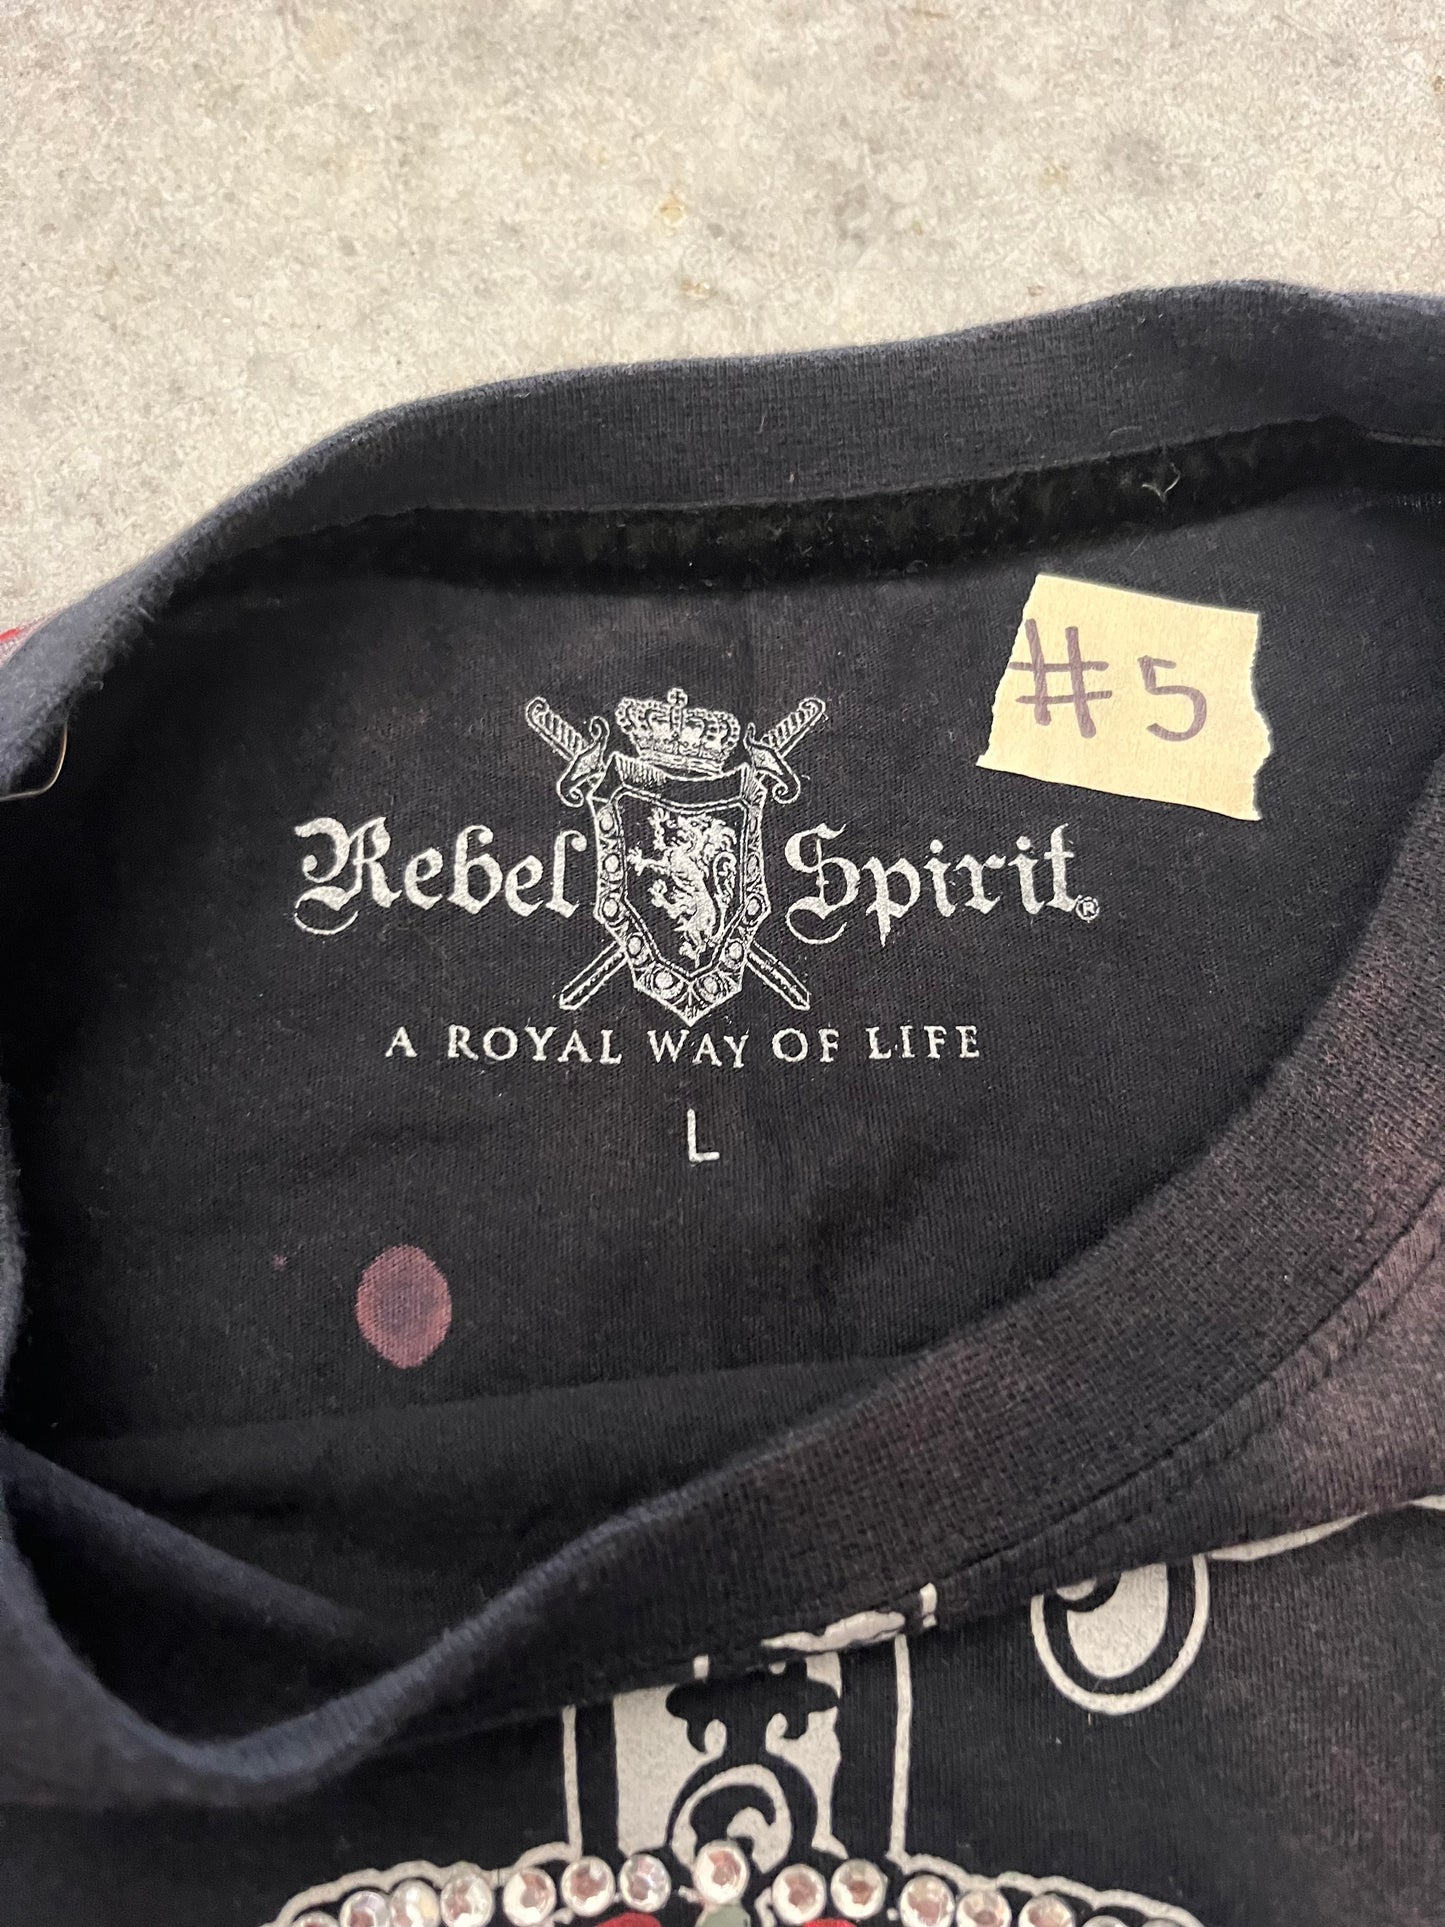 #5
Rebel Spirit®
A ROYAL WAY OF LIFE
L